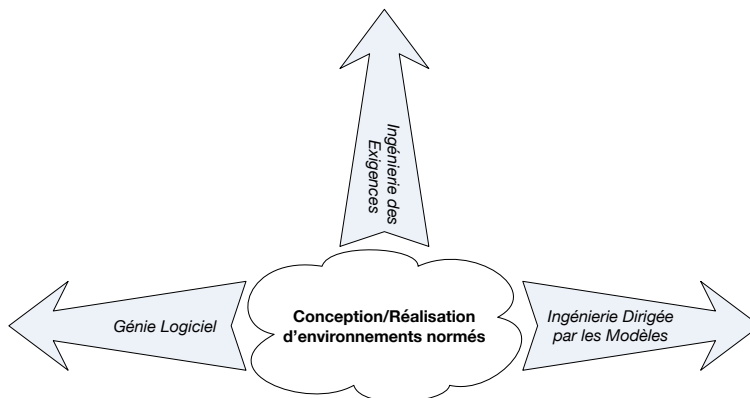 Ingénierie des
Exigences
Génie Logiciel
Conception/Réalisation
d'environnements normés
Ingénierie Dirigée
par les Modèles